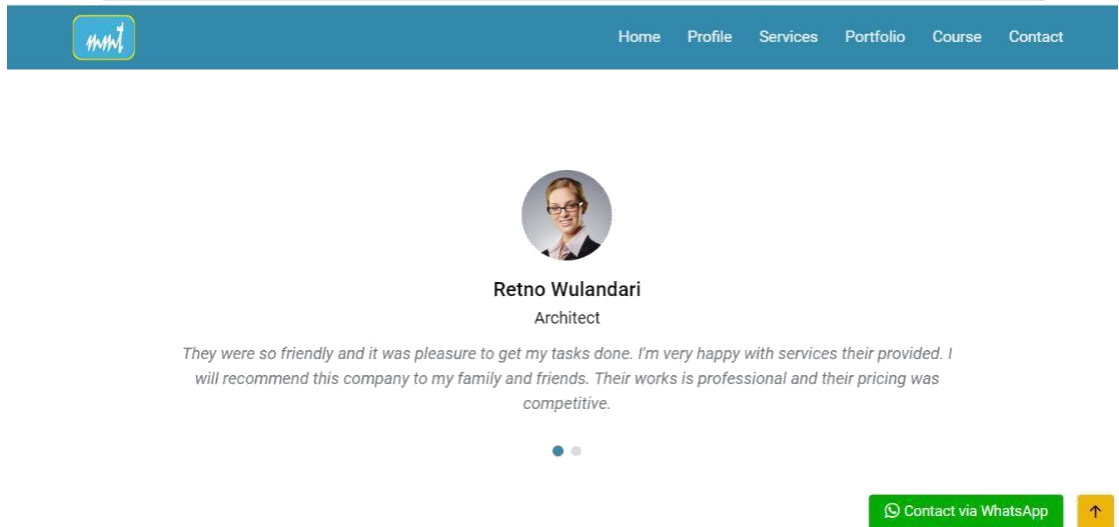 mmt
Home Profile Services Portfolio Course Contact
Retno Wulandari
Architect
They were so friendly and it was pleasure to get my tasks done. I'm very happy with services their provided. I
will recommend this company to my family and friends. Their works is professional and their pricing was
competitive.
Contact via WhatsApp